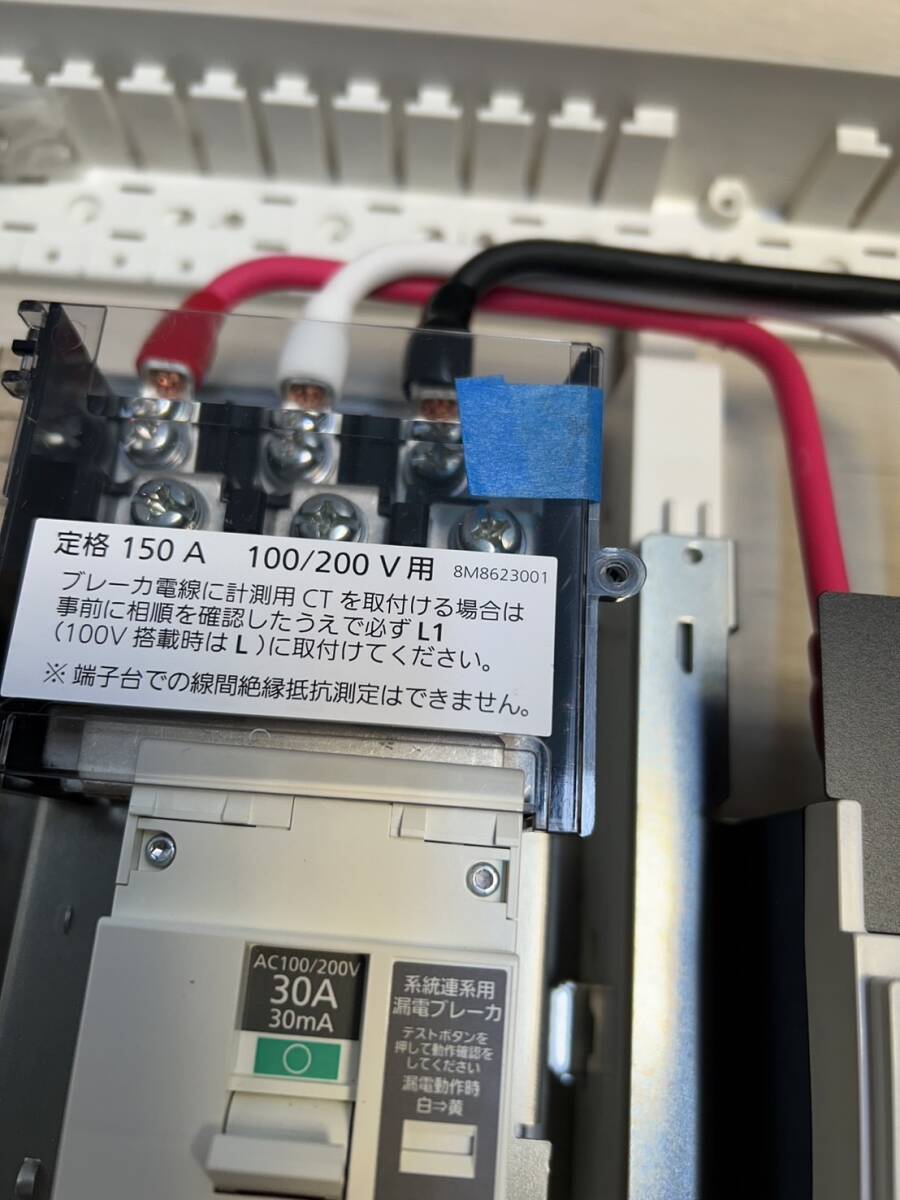 定格 150 A 100/200 V 用 8M8623001
ブレーカ電線に計測用 CT を取付ける場合は
事前に相順を確認したうえで必ず L1
(100V 搭載時は L )に取付けてください。
※ 端子台での線間絶縁抵抗測定はできません。
AC100/200V
30A
30mA
系統連系用
漏電ブレーカ
テストボタンを
押して動作確認を
してください
漏電動作時
白⇒黄